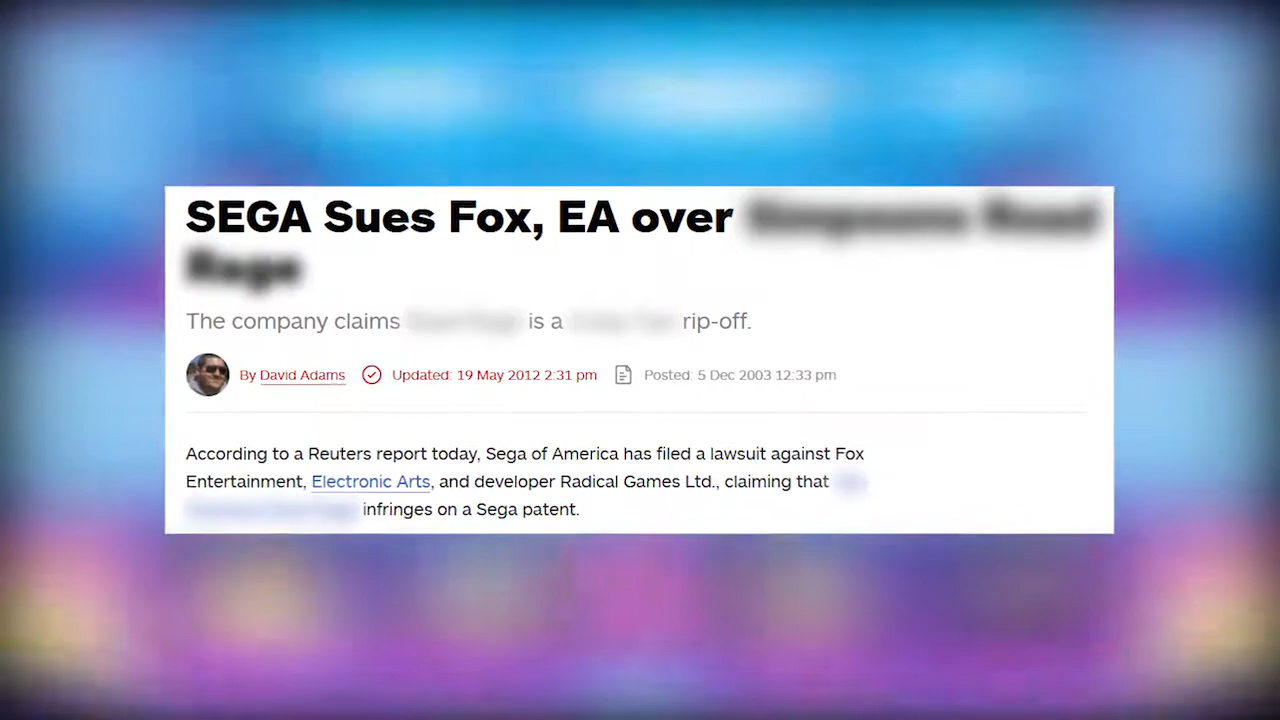 SEGA Sues Fox, EA over
The company claims is a rip-off.
By David Adams Updated: 19 May 2012 2:31 pm Posted: 5 Dec 2003 12:33 pm
According to a Reuters report today, Sega of America has filed a lawsuit against Fox
Entertainment, Electronic Arts, and developer Radical Games Ltd., claiming that
infringes on a Sega patent.